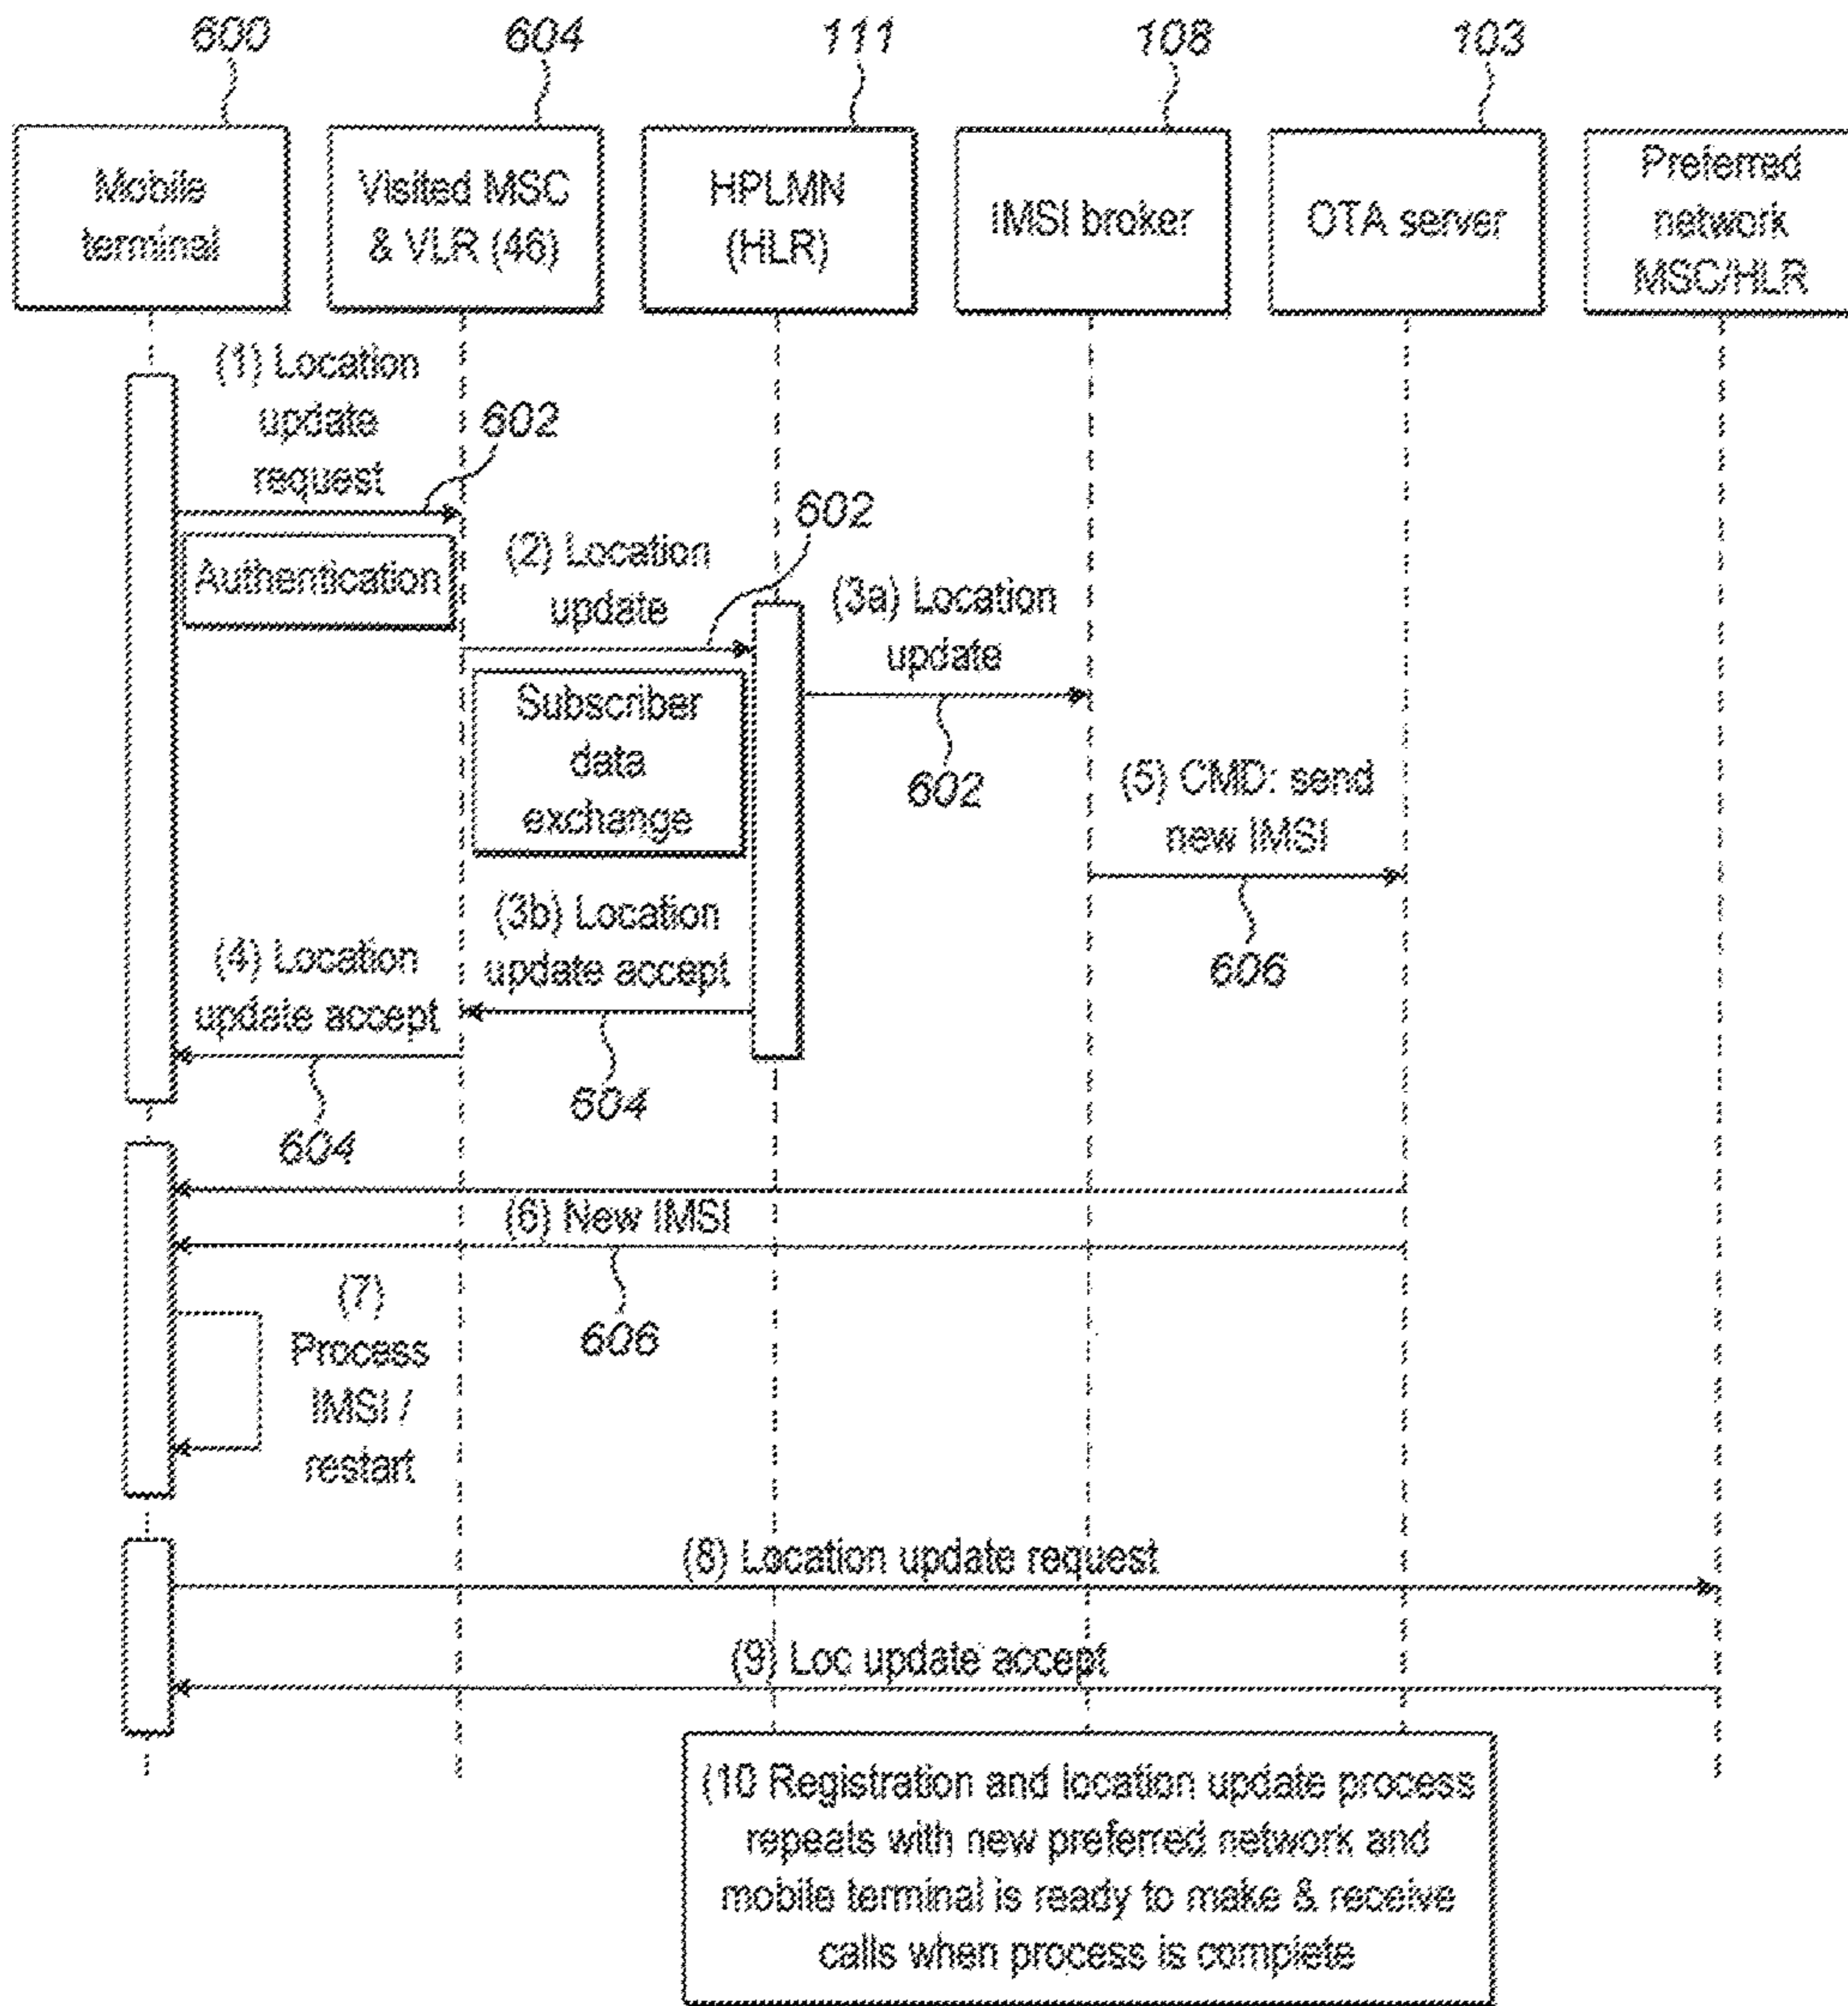 600
604
111
108
103
Mobile
terminal
Visited MSC
& VLR (46)
HPLMN
(HLR)
IMSI broker
OTA server
Preferred
network
MSC/HLR
(1) Location
update
request
602
Authentication
(2) Location
update
602
(3a) Location
update
602
Subscriber
data
exchange
(5) CMD: send
new IMSI
606
(3b) Location
update accept
604
(4) Location
update accept
604
(6) New IMSI
606
(7)
Process
IMSI /
restart
(8) Location update request
(9) Loc update accept
(10 Registration and location update process
repeats with new preferred network and
mobile terminal is ready to make & receive
calls when process is complete